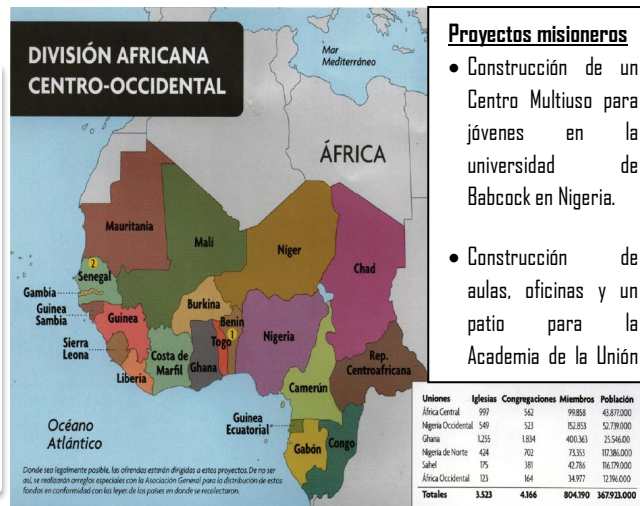 DIVISIÓN AFRICANA
CENTRO-OCCIDENTAL
Mar
Mediterráneo
ÁFRICA
Mauritania
Malí
Níger
Chad
2
Senegal
Gambia
Guinea
Sambia
Guinea
Sierra
Leona
Liberia
Costa de
Marfil
Burkina
Ghana
Togo
Benín
1
Nigeria
Camerún
Rep.
Centroafricana
Guinea
Ecuatorial
Gabón
Congo
Océano
Atlántico
Donde sea legalmente posible, las ofrendas estarán dirigidas a estos proyectos. De no ser
así, se realizarán arreglos especiales con la Asociación General para la distribución de estos
fondos en conformidad con las leyes de los países en donde se recolectaron.
Proyectos misioneros
• Construcción de un
Centro Multiuso para
jóvenes en la
universidad de
Babcock en Nigeria.
• Construcción de
aulas, oficinas y un
patio para la
Academia de la Unión
Uniones Iglesias Congregaciones Miembros Población
África Central 997 562 99.858 43.877.000
Nigeria Occidental 549 523 152.853 52.739.000
Ghana 1.255 1.834 400.363 25.546.00
Nigeria de Norte 424 702 73.353 117.386.000
Sahel 175 381 42.786 116.179.000
África Occidental 123 164 34.977 12.196.000
Totales 3.523 4.166 804.190 367.923.000